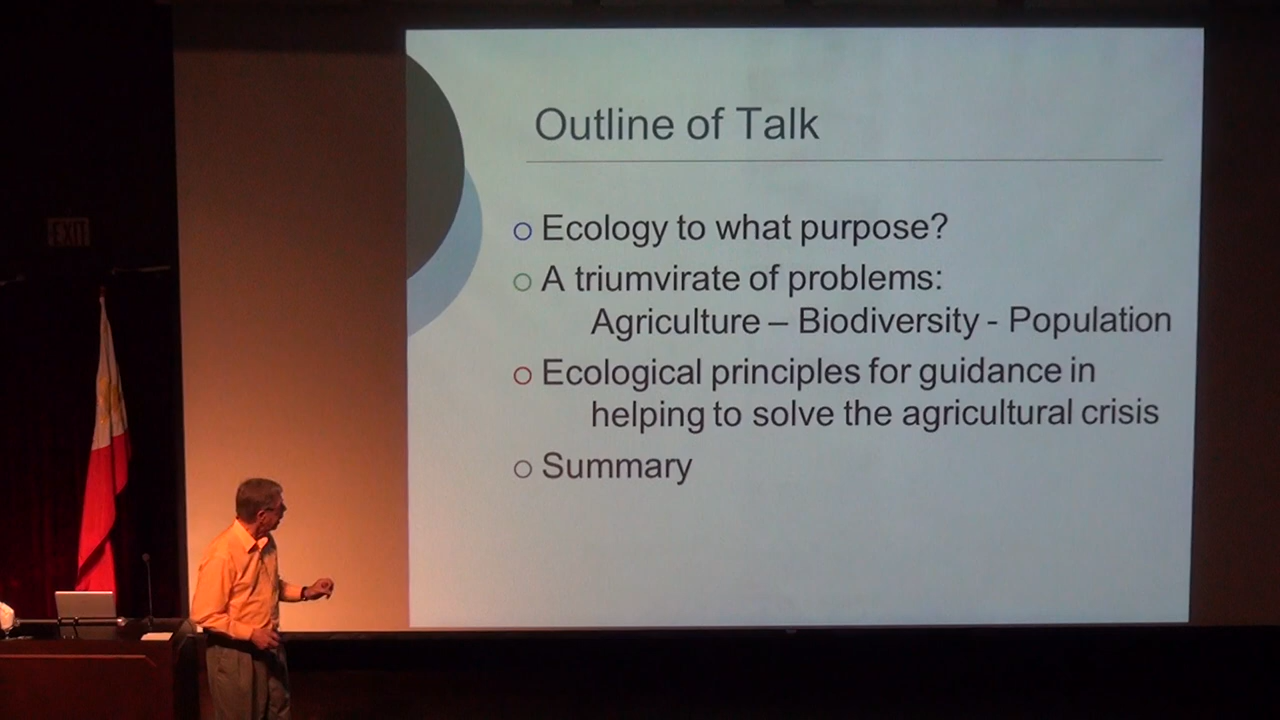 Outline of Talk
Ecology to what purpose?
A triumvirate of problems:
Agriculture – Biodiversity - Population
Ecological principles for guidance in
helping to solve the agricultural crisis
Summary
EXIT